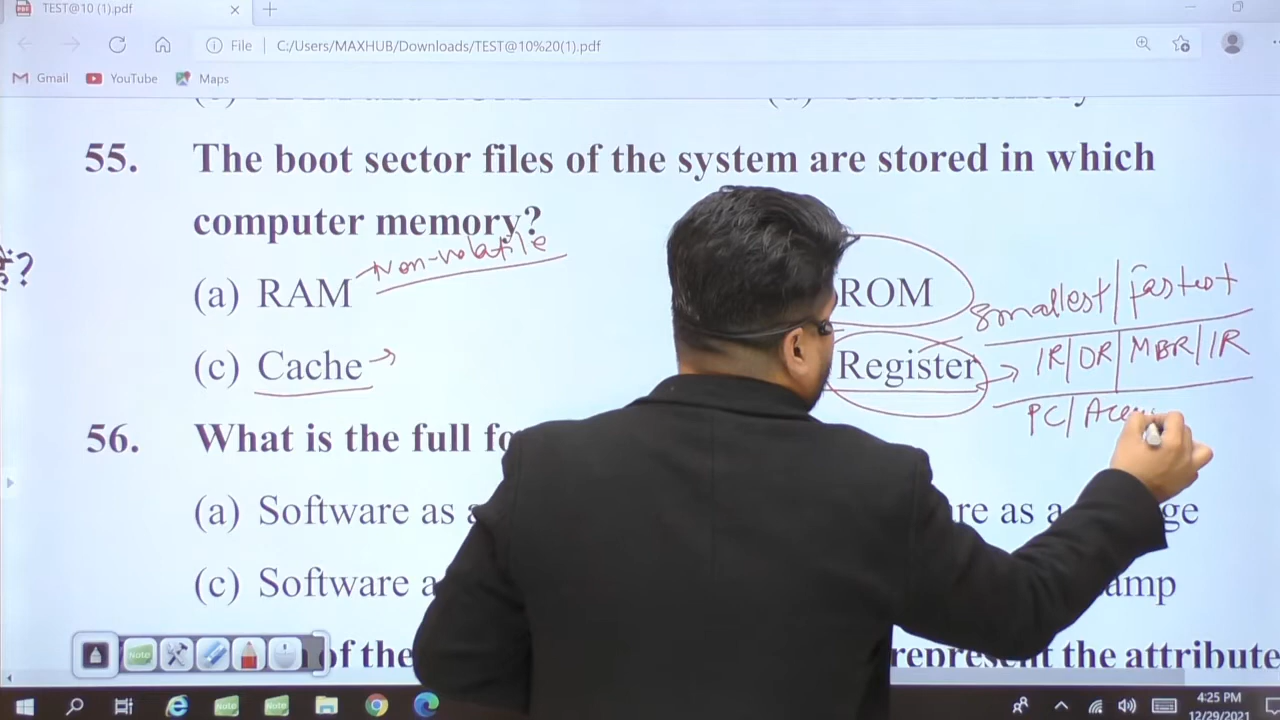 TEST@10 (1).pdf
File C:/Users/MAXHUB/Downloads/TEST@10%20(1).pdf
Gmail YouTube Maps
55. The boot sector files of the system are stored in which
computer memory?
Non-volatile
(a) RAM ROM
smallest/fastest
(c) Cache Register
IR/OR/MBR/IR
PC/Acc
56. What is the full fo
(a) Software as a re as a ge
(c) Software a amp
of the represent the attribute
4:25 PM
12/29/2021